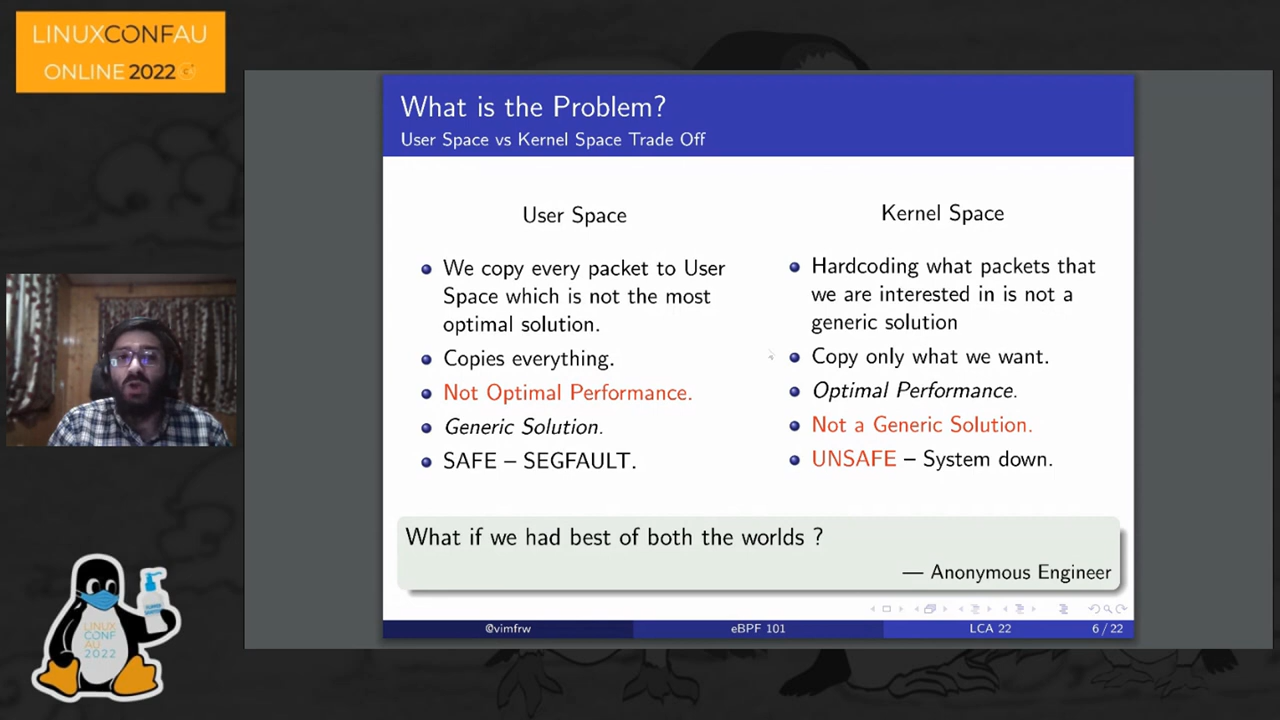 LINUXCONFAU
ONLINE 2022
What is the Problem?
User Space vs Kernel Space Trade Off
User Space
We copy every packet to User
Space which is not the most
optimal solution.
Copies everything.
Not Optimal Performance.
Generic Solution.
SAFE – SEGFAULT.
Kernel Space
Hardcoding what packets that
we are interested in is not a
generic solution
Copy only what we want.
Optimal Performance.
Not a Generic Solution.
UNSAFE – System down.
What if we had best of both the worlds ?
— Anonymous Engineer
@vimfrw
eBPF 101
LCA 22
6 / 22
LINUX
CONF
AU
2022